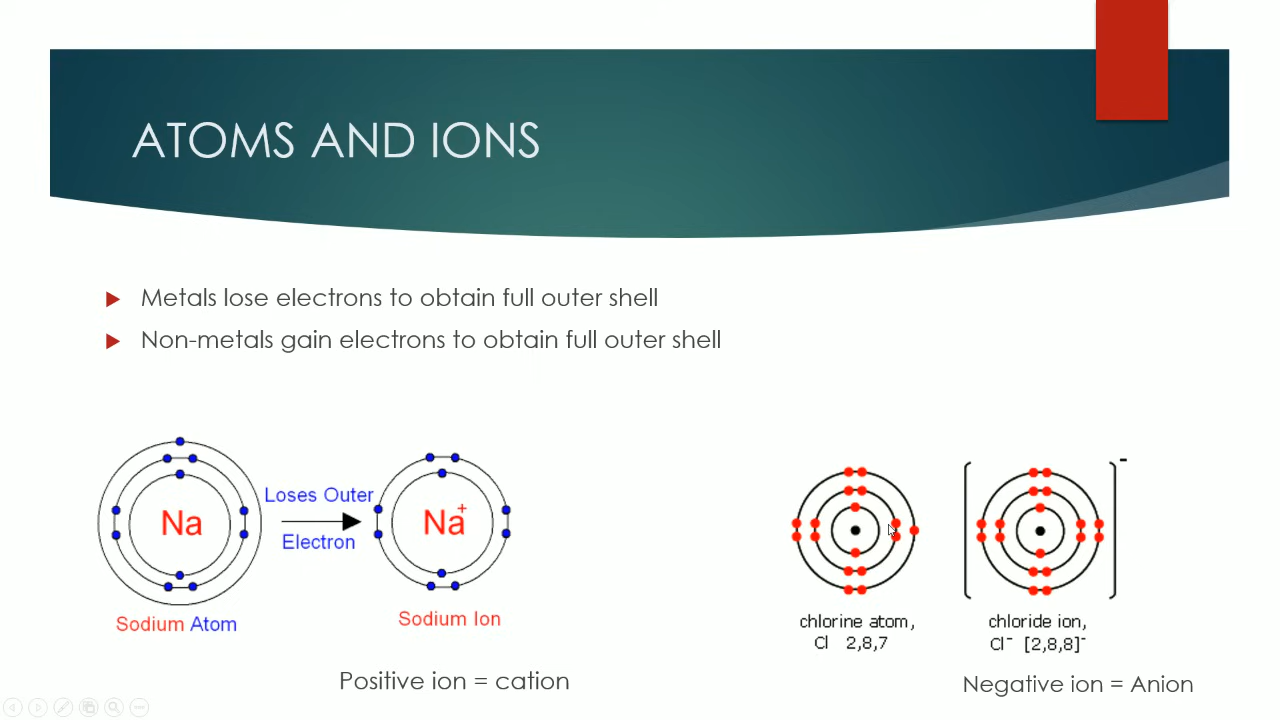 ATOMS AND IONS
Metals lose electrons to obtain full outer shell
Non-metals gain electrons to obtain full outer shell
Na
Loses Outer
Electron
Na+
Sodium Atom
Sodium Ion
Positive ion = cation
-
chlorine atom,
Cl 2,8,7
chloride ion,
Cl⁻ [2,8,8]⁻
Negative ion = Anion